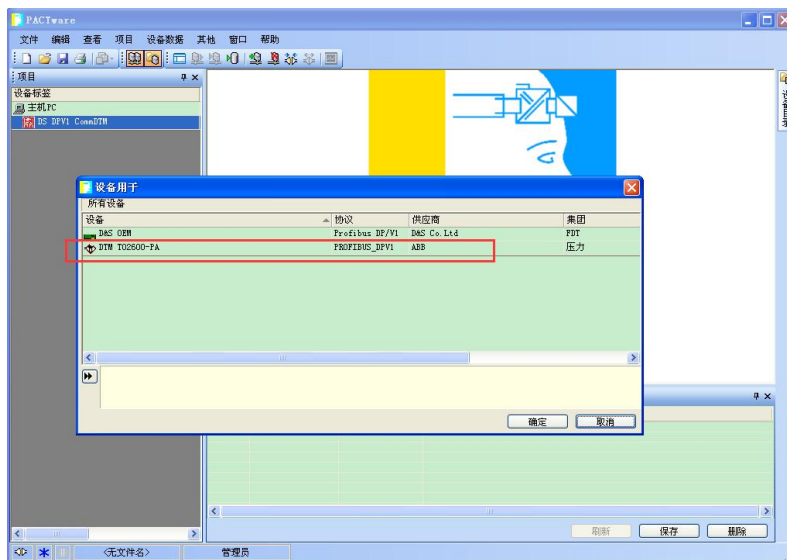 PACTware
文件 编辑 查看 项目 设备数据 其他 窗口 帮助
项目
设备标签
主机PC
DS DPV1 CommDTM
设备用于
所有设备
设备 协议 供应商 集团
D&S OEM Profibus DP/V1 D&S Co.Ltd FDT
DTM TO2600-PA PROFIBUS_DPV1 ABB 压力
确定 取消
刷新 保存 删除
<无文件名> 管理员